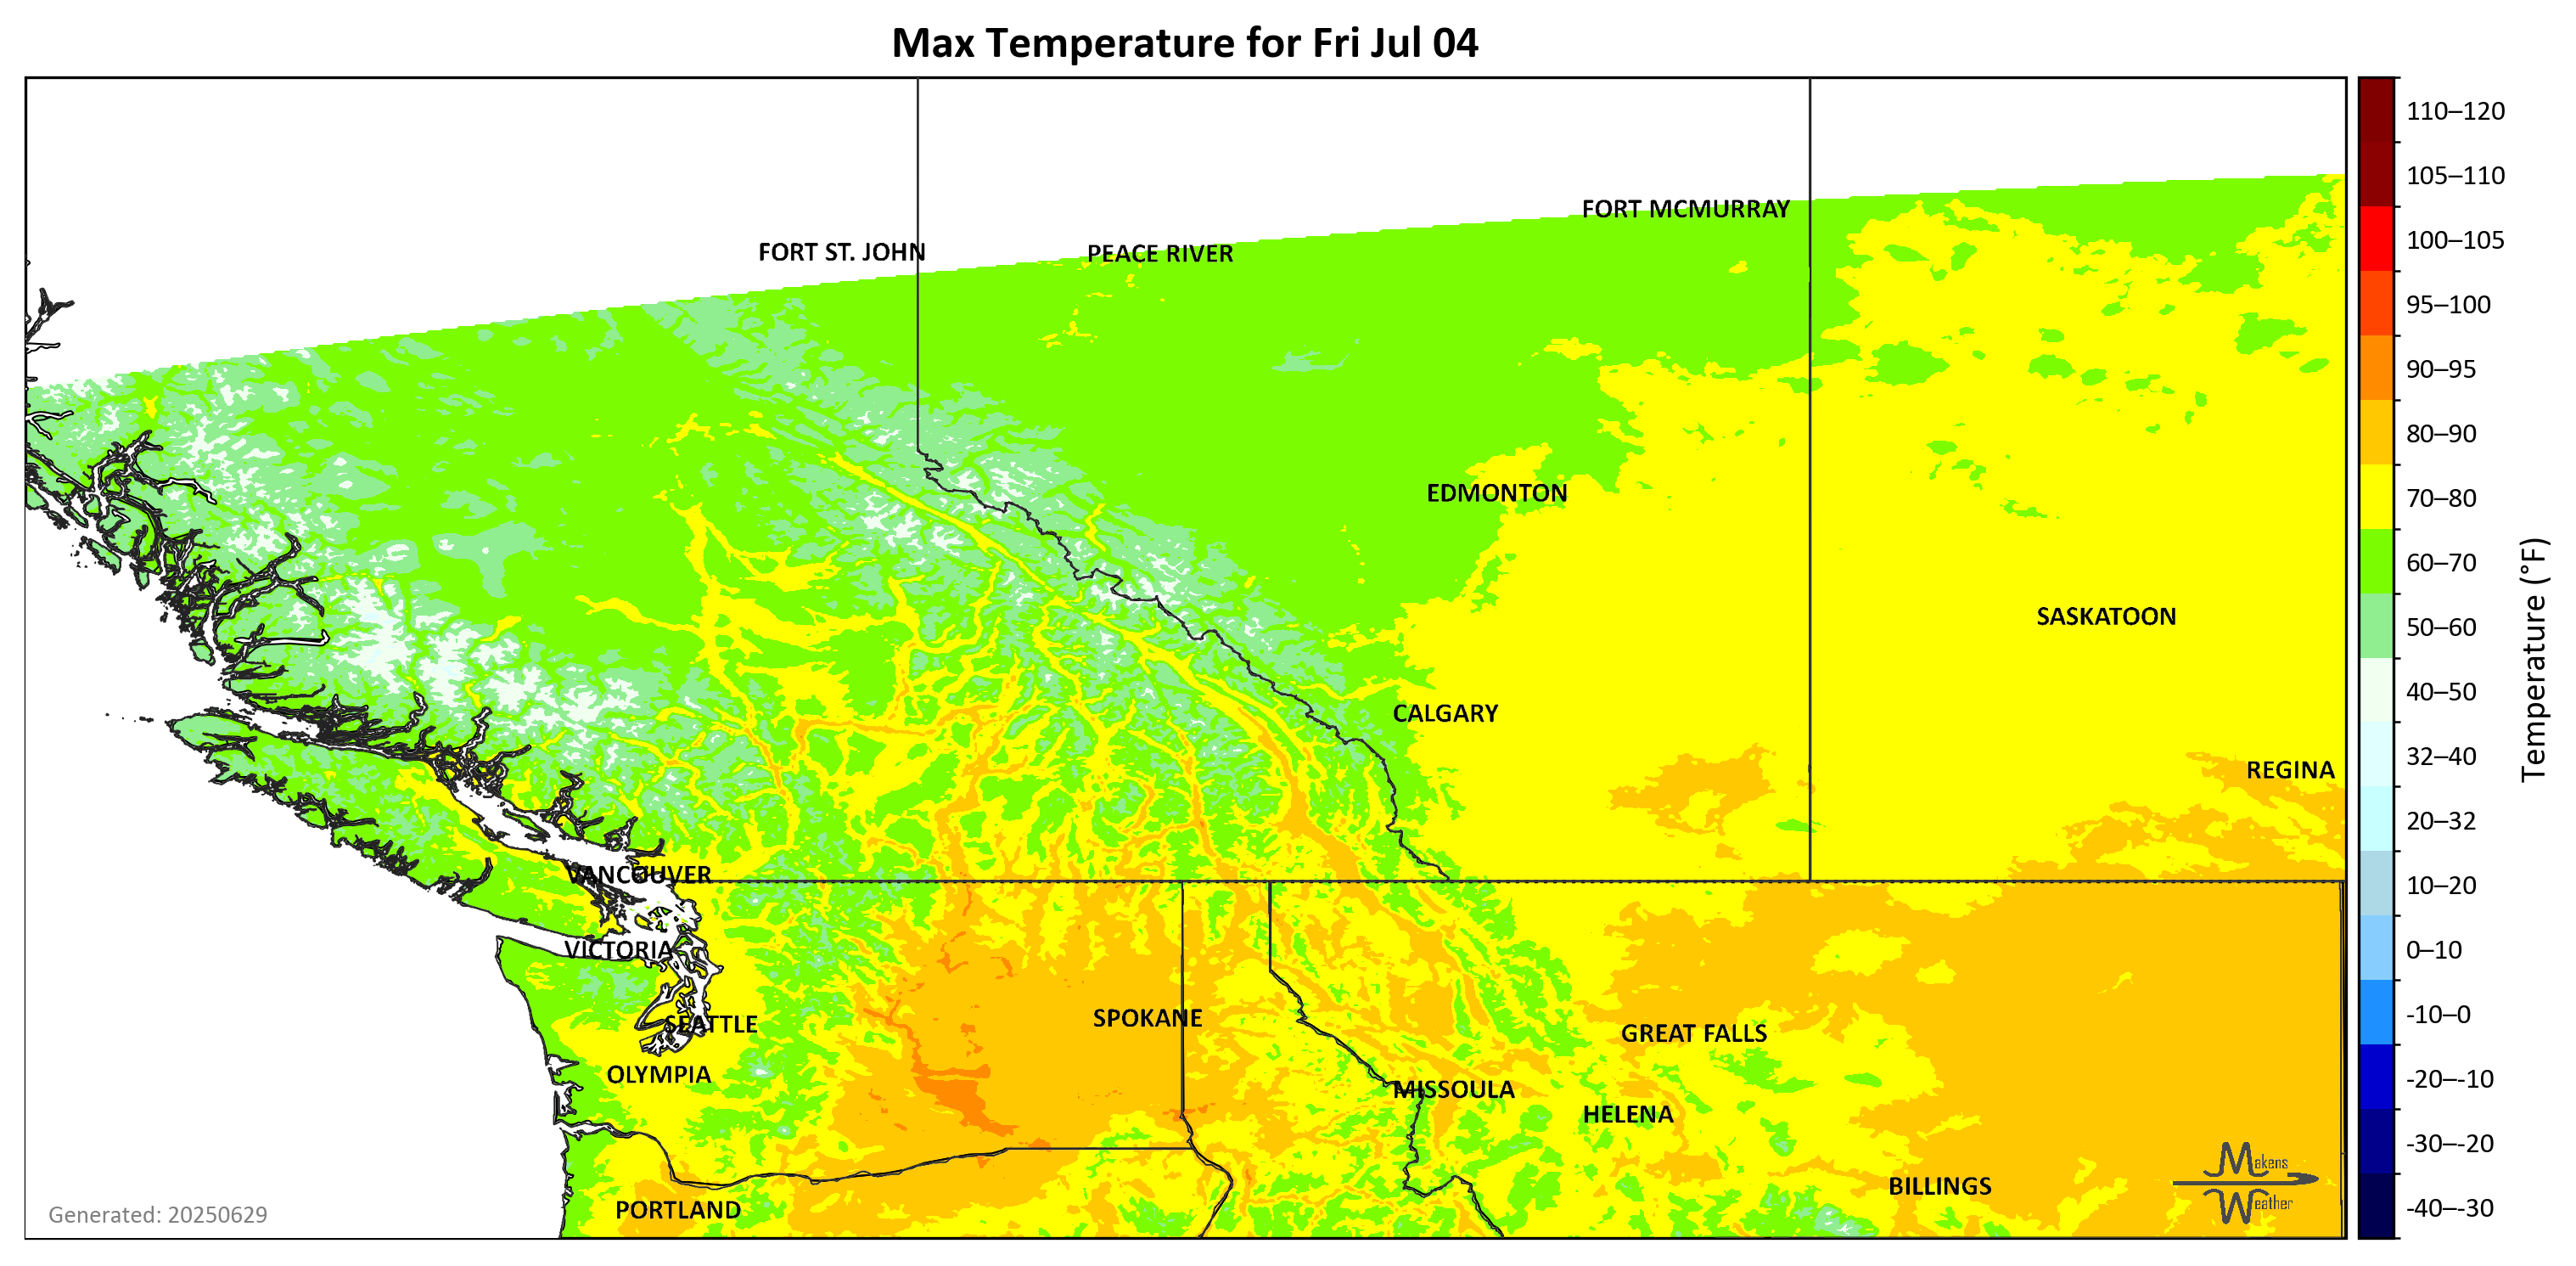 Max Temperature for Fri Jul 04
FORT MCMURRAY
FORT ST. JOHN
PEACE RIVER
EDMONTON
SASKATOON
CALGARY
REGINA
VANCOUVER
VICTORIA
SEATTLE
SPOKANE
GREAT FALLS
OLYMPIA
MISSOULA
HELENA
BILLINGS
PORTLAND
Makens
Weather
Generated: 20250629
110–120
105–110
100–105
95–100
90–95
80–90
70–80
60–70
50–60
40–50
32–40
20–32
10–20
0–10
-10–0
-20–-10
-30–-20
-40–-30
Temperature (°F)